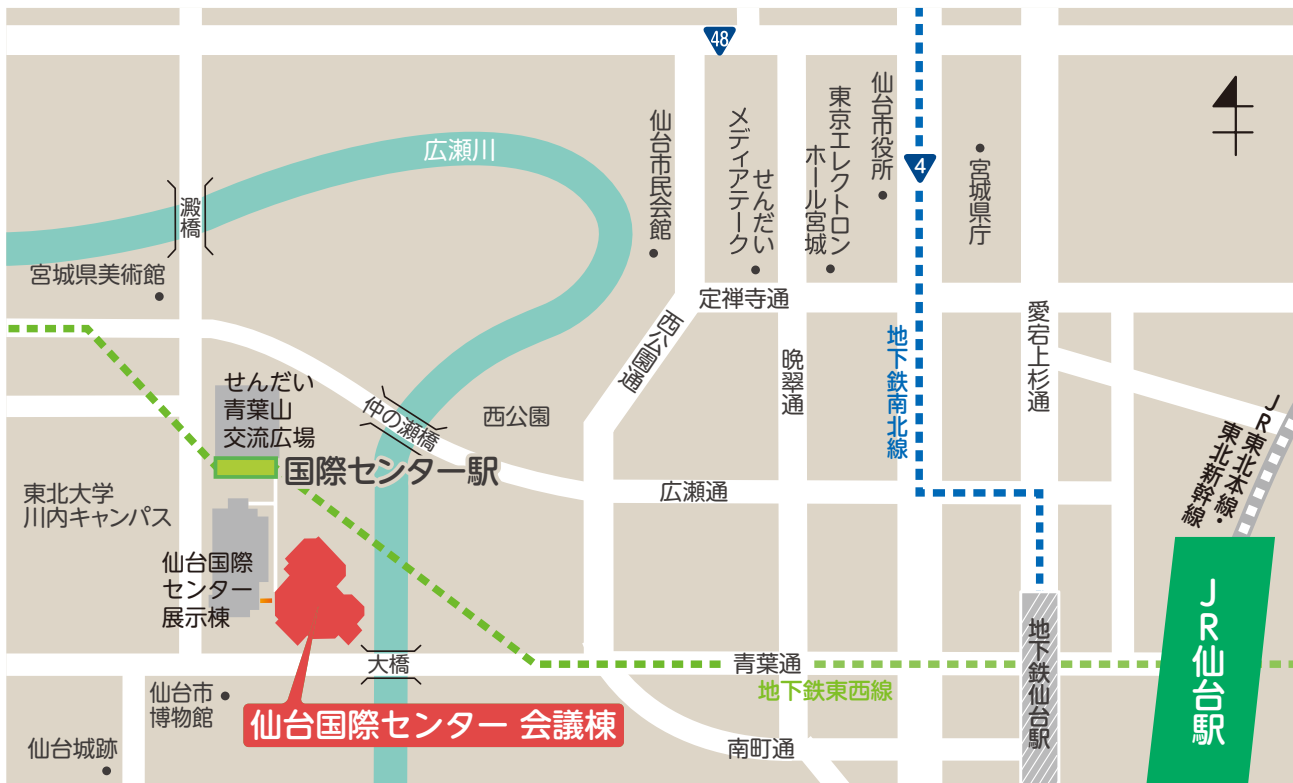 48
広瀬川
仙台市民会館
せんだい
メディアテーク
東京エレクトロン
ホール宮城
仙台市役所
4
宮城県庁
澱橋
宮城県美術館
定禅寺通
西公園通
晩翠通
地下鉄南北線
愛宕上杉通
JR東北本線・
東北新幹線
せんだい
青葉山
交流広場
仲の瀬橋
西公園
国際センター駅
広瀬通
東北大学
川内キャンパス
仙台国際
センター
展示棟
JR仙台駅
地下鉄仙台駅
大橋
青葉通
地下鉄東西線
仙台市
博物館
仙台国際センター 会議棟
仙台城跡
南町通